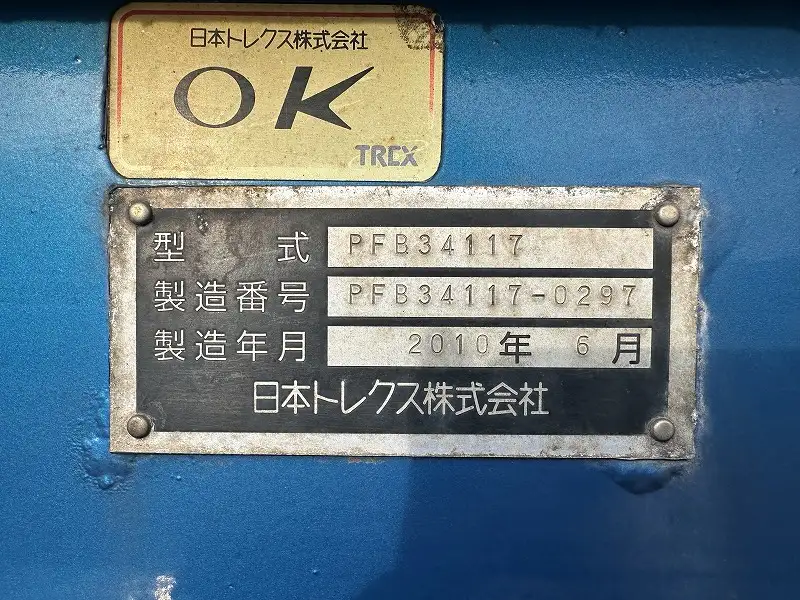 日本トレクス株式会社
OK
TREX
型式 PFB34117
製造番号 PFB34117-0297
製造年月 2010年 6月
日本トレクス株式会社